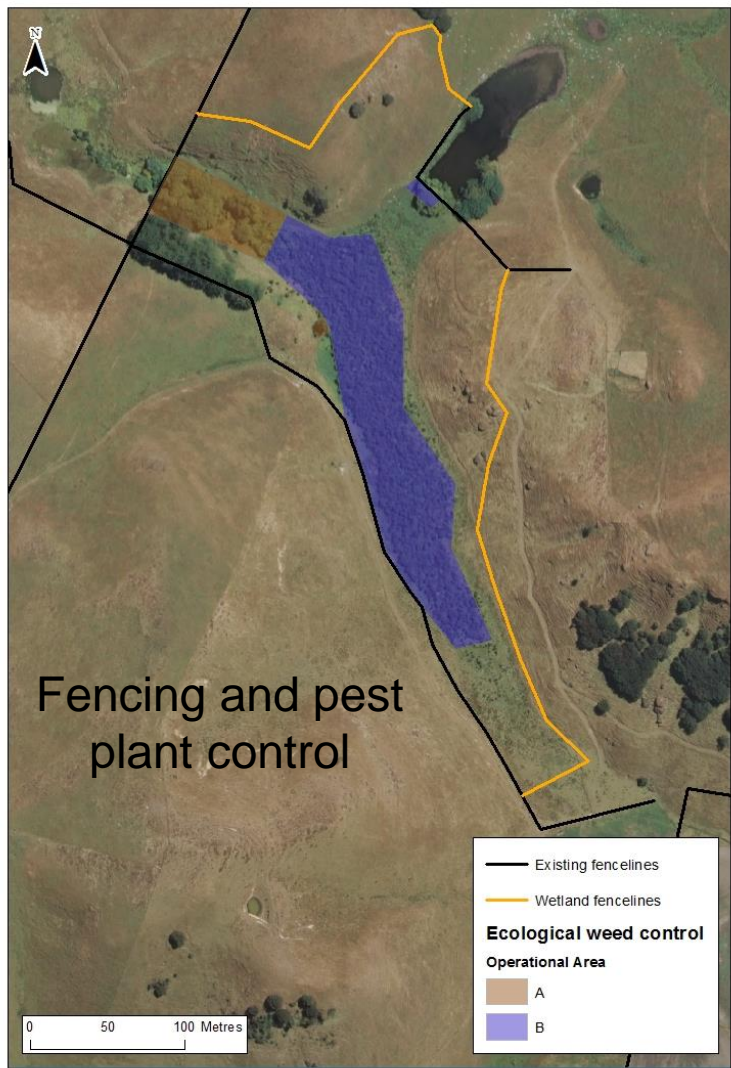 N
Fencing and pest
plant control
Existing fencelines
Wetland fencelines
Ecological weed control
Operational Area
A
B
0 50 100 Metres